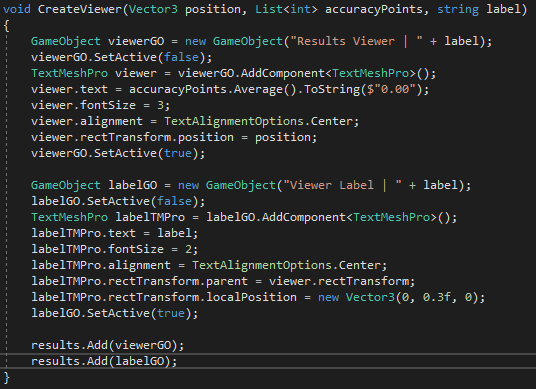 void CreateViewer(Vector3 position, List<int> accuracyPoints, string label)
{
GameObject viewerGO = new GameObject("Results Viewer | " + label);
viewerGO.SetActive(false);
TextMeshPro viewer = viewerGO.AddComponent<TextMeshPro>();
viewer.text = accuracyPoints.Average().ToString($"0.00");
viewer.fontSize = 3;
viewer.alignment = TextAlignmentOptions.Center;
viewer.rectTransform.position = position;
viewerGO.SetActive(true);
GameObject labelGO = new GameObject("Viewer Label | " + label);
labelGO.SetActive(false);
TextMeshPro labelTMPro = labelGO.AddComponent<TextMeshPro>();
labelTMPro.text = label;
labelTMPro.fontSize = 2;
labelTMPro.alignment = TextAlignmentOptions.Center;
labelTMPro.rectTransform.parent = viewer.rectTransform;
labelTMPro.rectTransform.localPosition = new Vector3(0, 0.3f, 0);
labelGO.SetActive(true);
results.Add(viewerGO);
results.Add(labelGO);
}